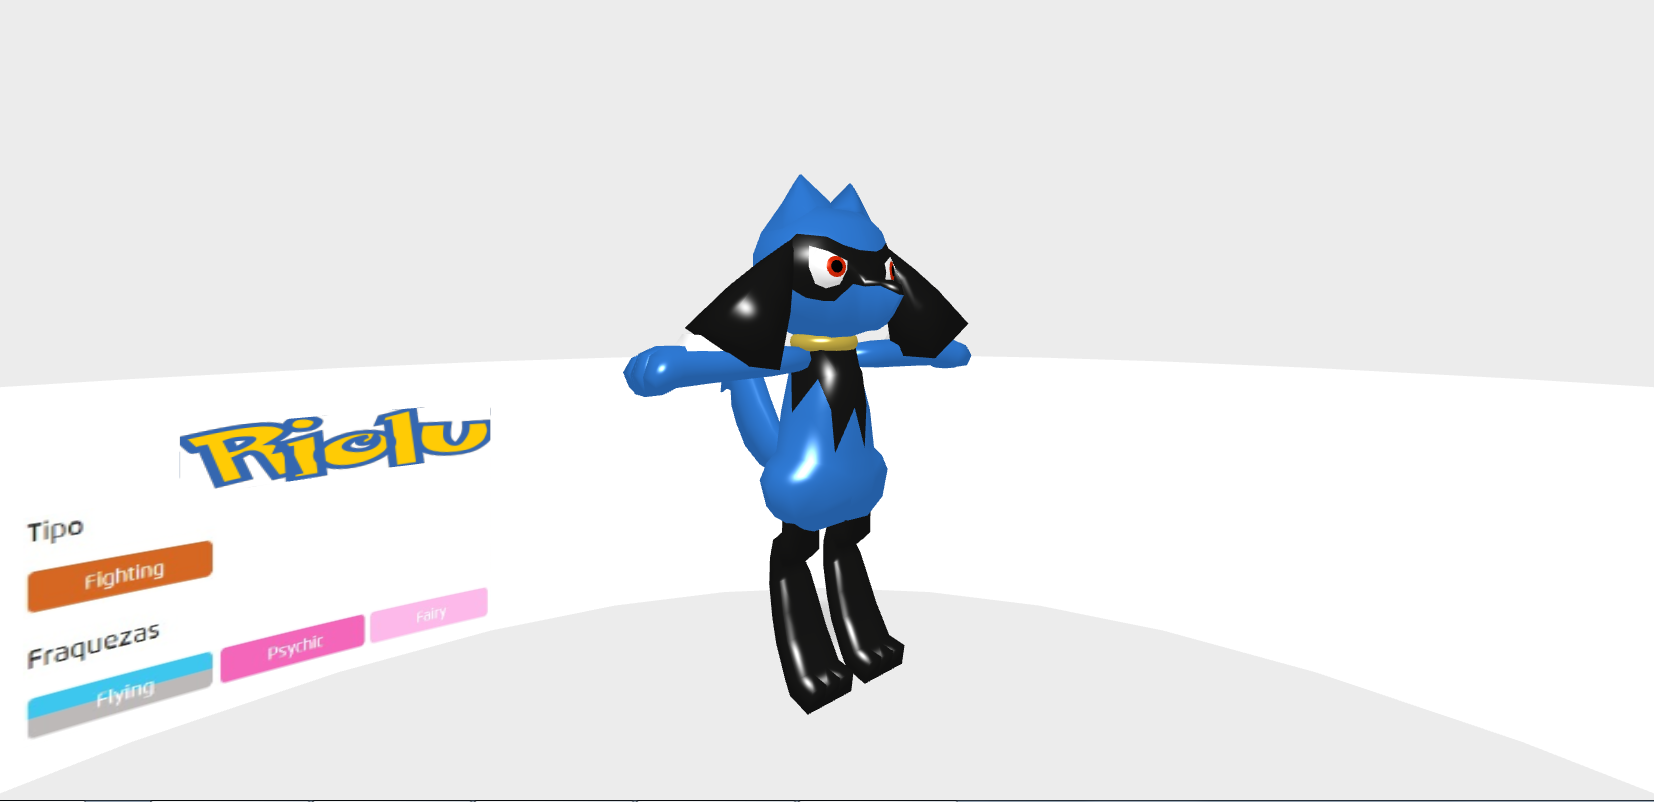 Riolu
Tipo
Fighting
Fraquezas
Flying
Psychic
Fairy